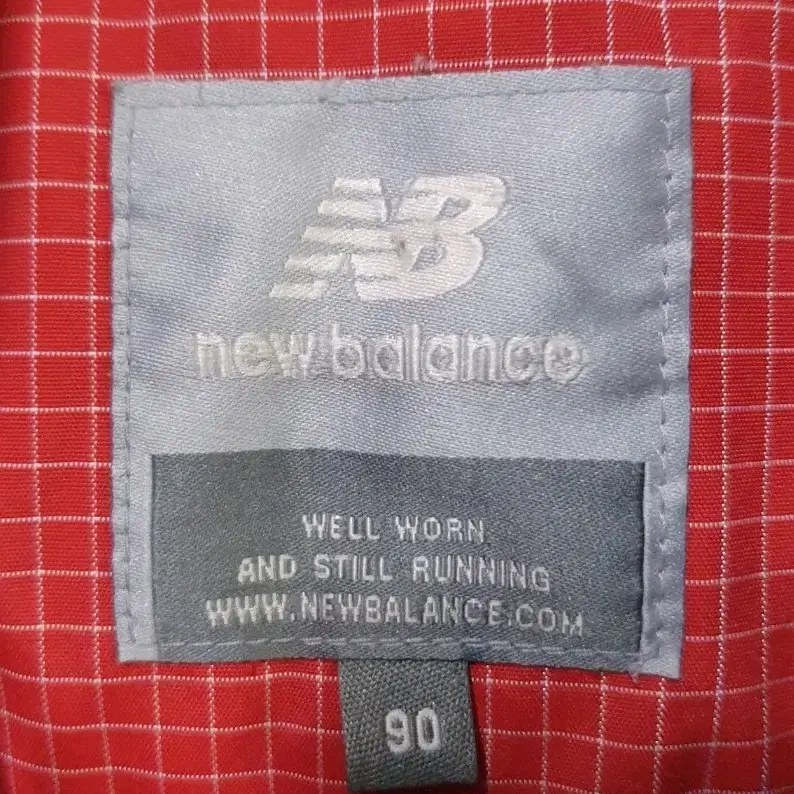 NB
new balance
WELL WORN
AND STILL RUNNING
WWW.NEWBALANCE.COM
90